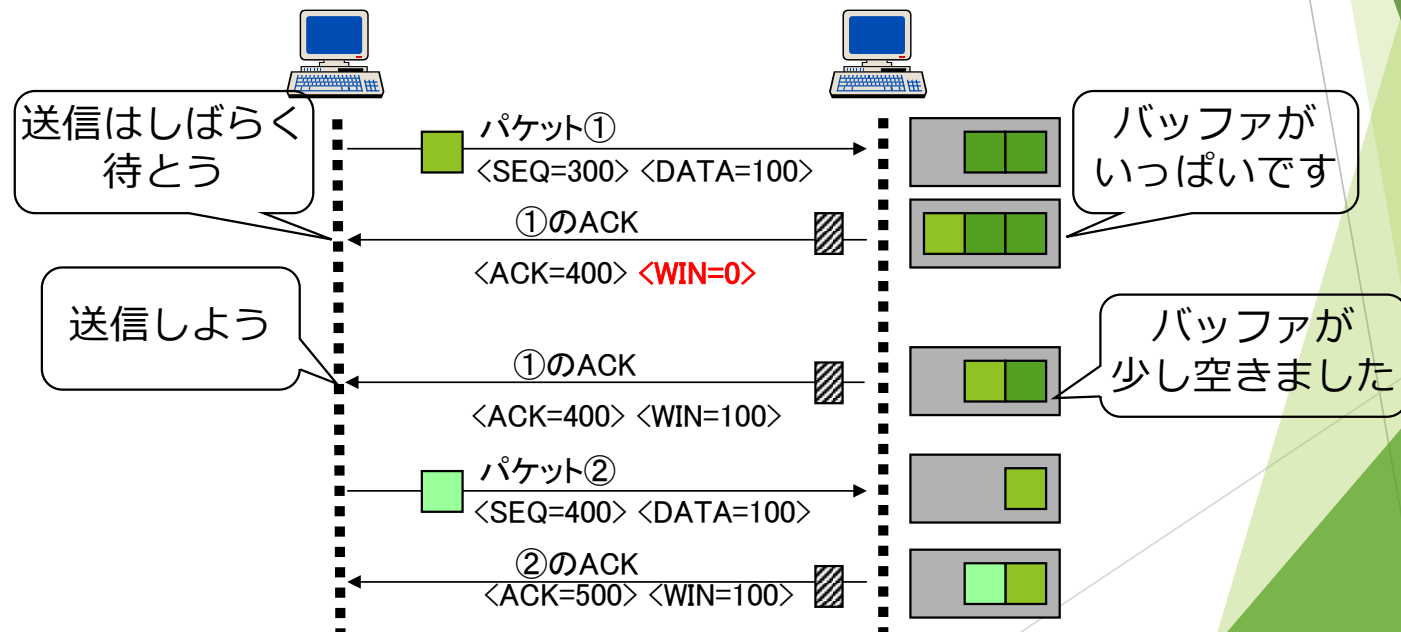 送信はしばらく
待とう
パケット①
<SEQ=300> <DATA=100>
バッファが
いっぱいです
①のACK
<ACK=400> <WIN=0>
送信しよう
①のACK
<ACK=400> <WIN=100>
バッファが
少し空きました
パケット②
<SEQ=400> <DATA=100>
②のACK
<ACK=500> <WIN=100>